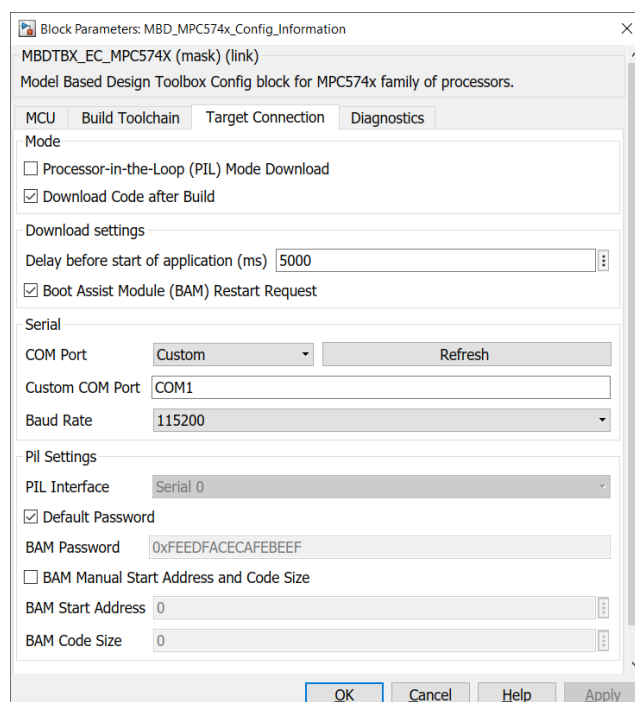 Block Parameters: MBD_MPC574x_Config_Information
MBDTBX_EC_MPC574X (mask) (link)
Model Based Design Toolbox Config block for MPC574x family of processors.
MCU Build Toolchain Target Connection Diagnostics
Mode
Processor-in-the-Loop (PIL) Mode Download
Download Code after Build
Download settings
Delay before start of application (ms) 5000
Boot Assist Module (BAM) Restart Request
Serial
COM Port Custom Refresh
Custom COM Port COM1
Baud Rate 115200
Pil Settings
PIL Interface Serial 0
Default Password
BAM Password 0xFEEDFACECAFEBEEF
BAM Manual Start Address and Code Size
BAM Start Address 0
BAM Code Size 0
OK Cancel Help Apply